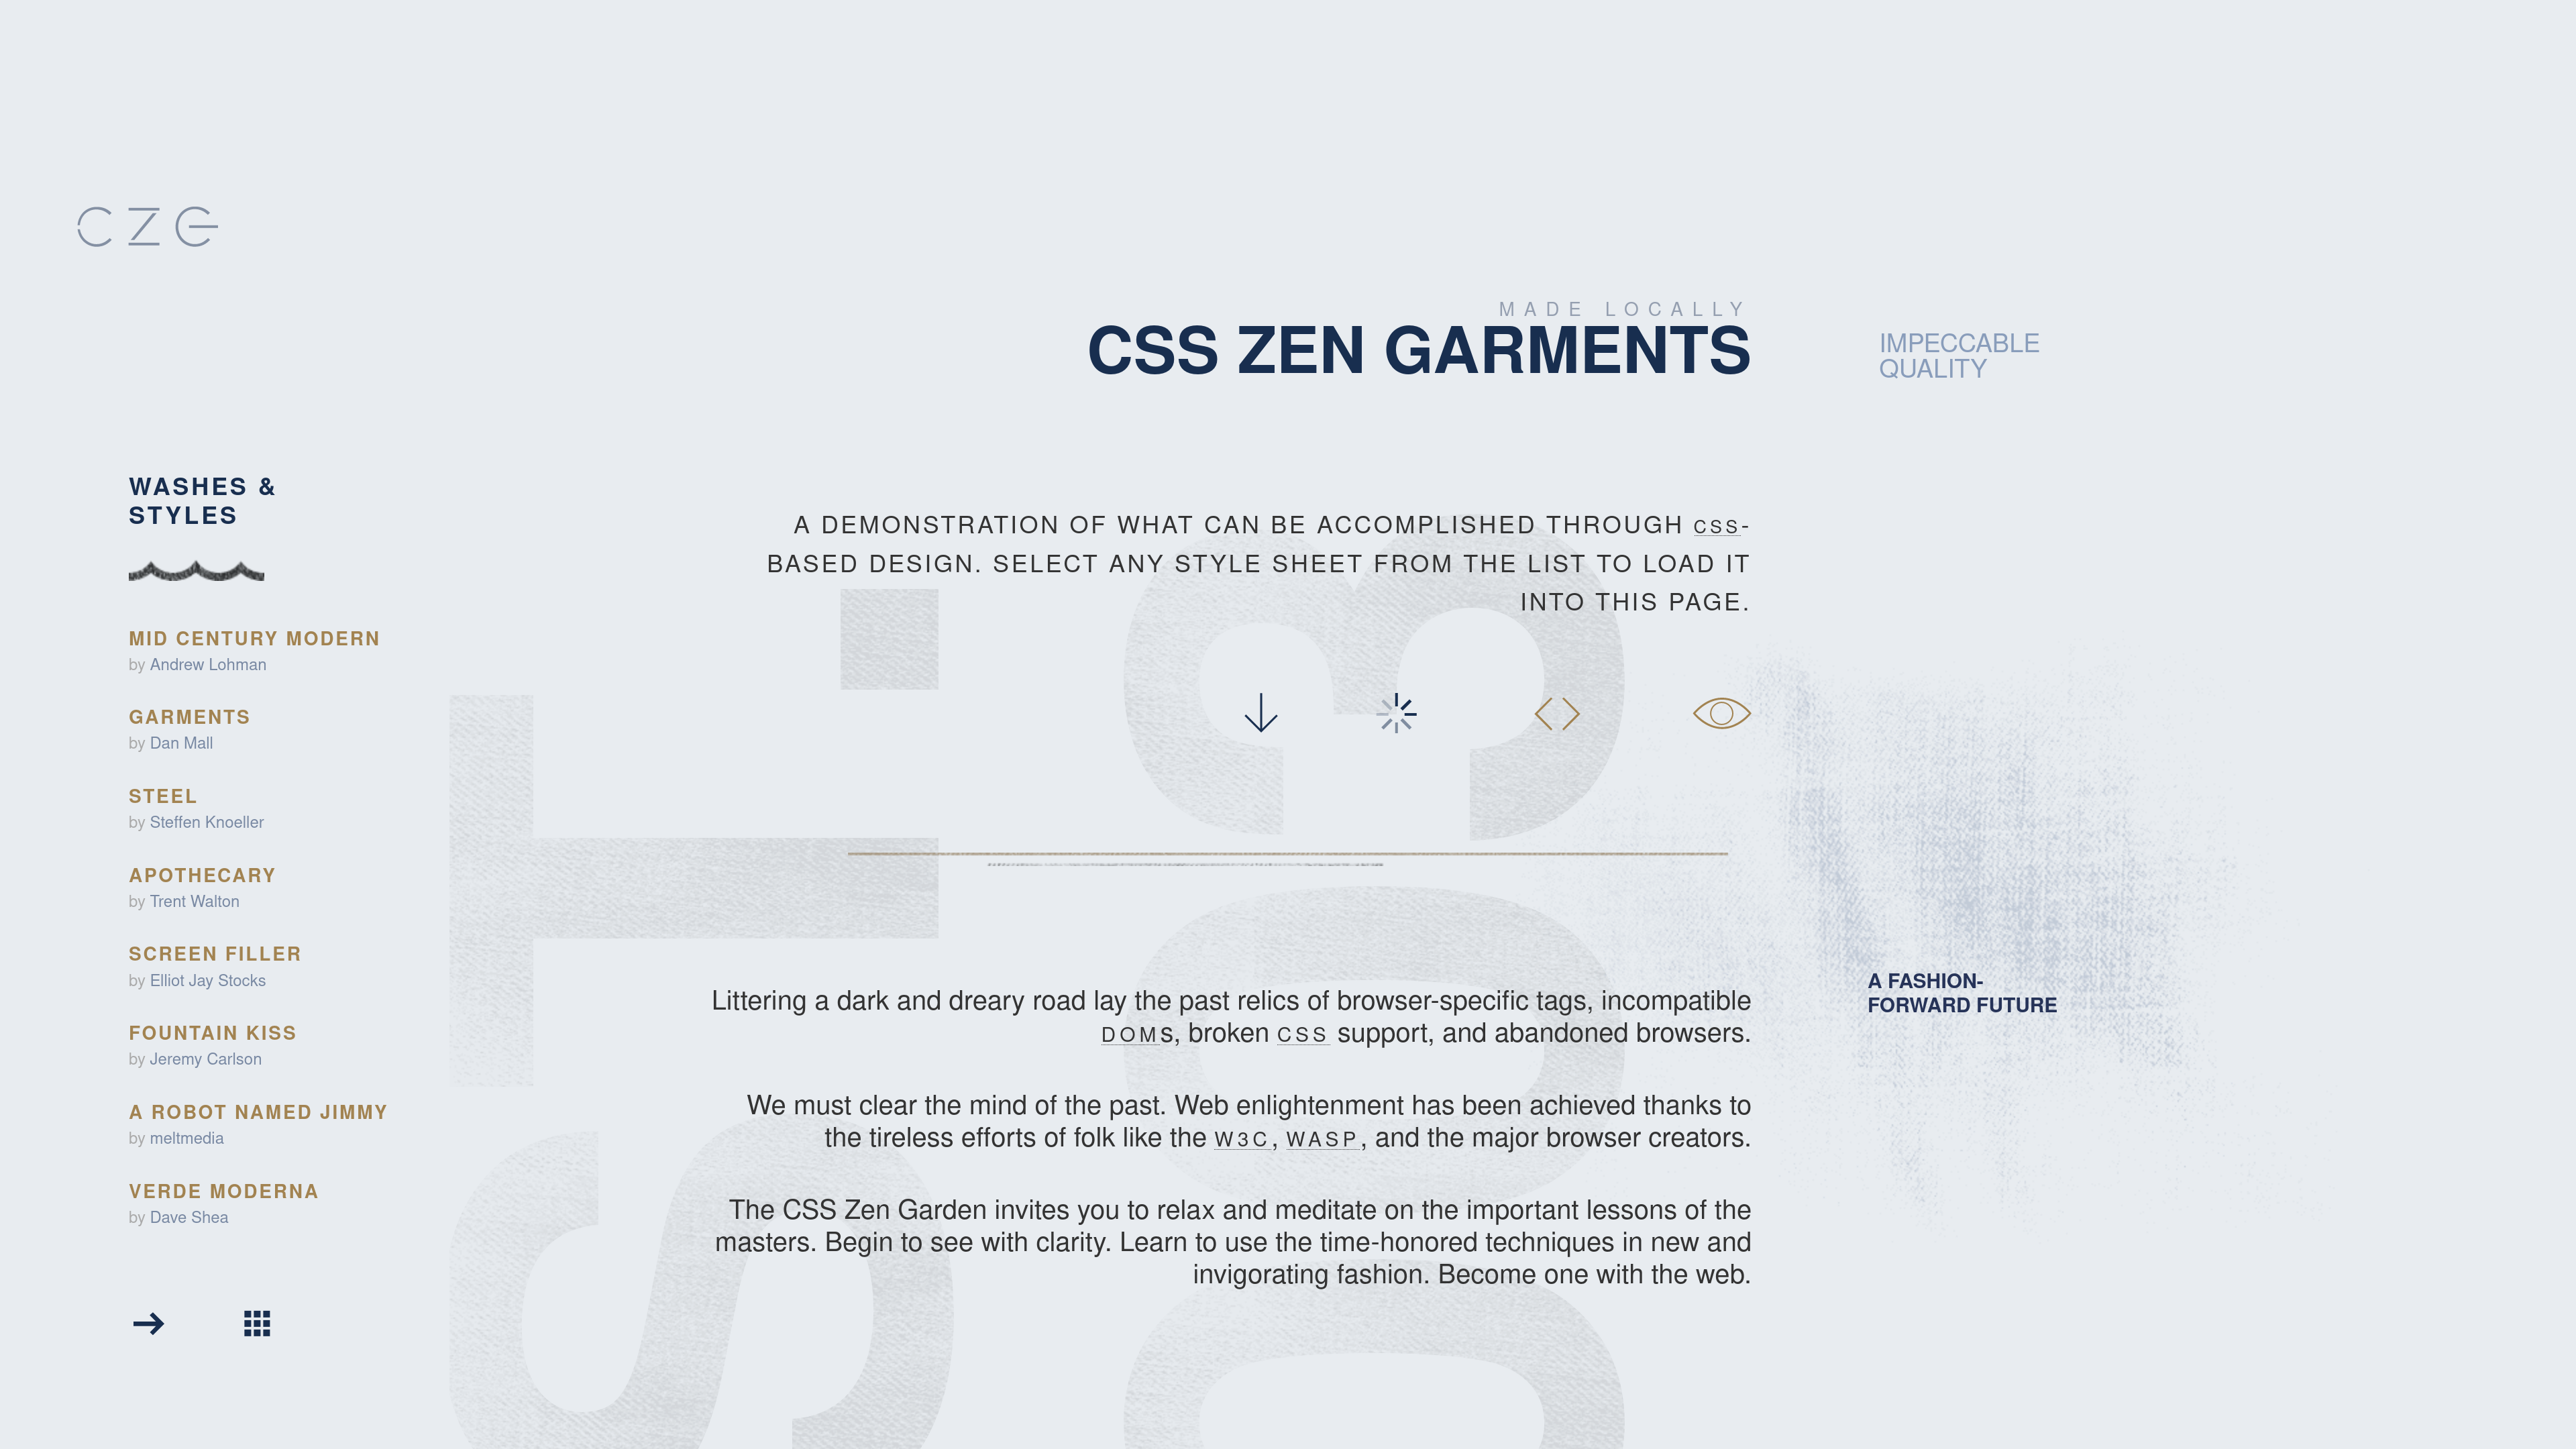 CZG
MADE LOCALLY
CSS ZEN GARMENTS
IMPECCABLE
QUALITY
WASHES &
STYLES
MID CENTURY MODERN
by Andrew Lohman
GARMENTS
by Dan Mall
STEEL
by Steffen Knoeller
APOTHECARY
by Trent Walton
SCREEN FILLER
by Elliot Jay Stocks
FOUNTAIN KISS
by Jeremy Carlson
A ROBOT NAMED JIMMY
by meltmedia
VERDE MODERNA
by Dave Shea
A DEMONSTRATION OF WHAT CAN BE ACCOMPLISHED THROUGH CSS-
BASED DESIGN. SELECT ANY STYLE SHEET FROM THE LIST TO LOAD IT
INTO THIS PAGE.
Littering a dark and dreary road lay the past relics of browser-specific tags, incompatible
DOMs, broken CSS support, and abandoned browsers.
We must clear the mind of the past. Web enlightenment has been achieved thanks to
the tireless efforts of folk like the W3C, WASP, and the major browser creators.
The CSS Zen Garden invites you to relax and meditate on the important lessons of the
masters. Begin to see with clarity. Learn to use the time-honored techniques in new and
invigorating fashion. Become one with the web.
A FASHION-
FORWARD FUTURE